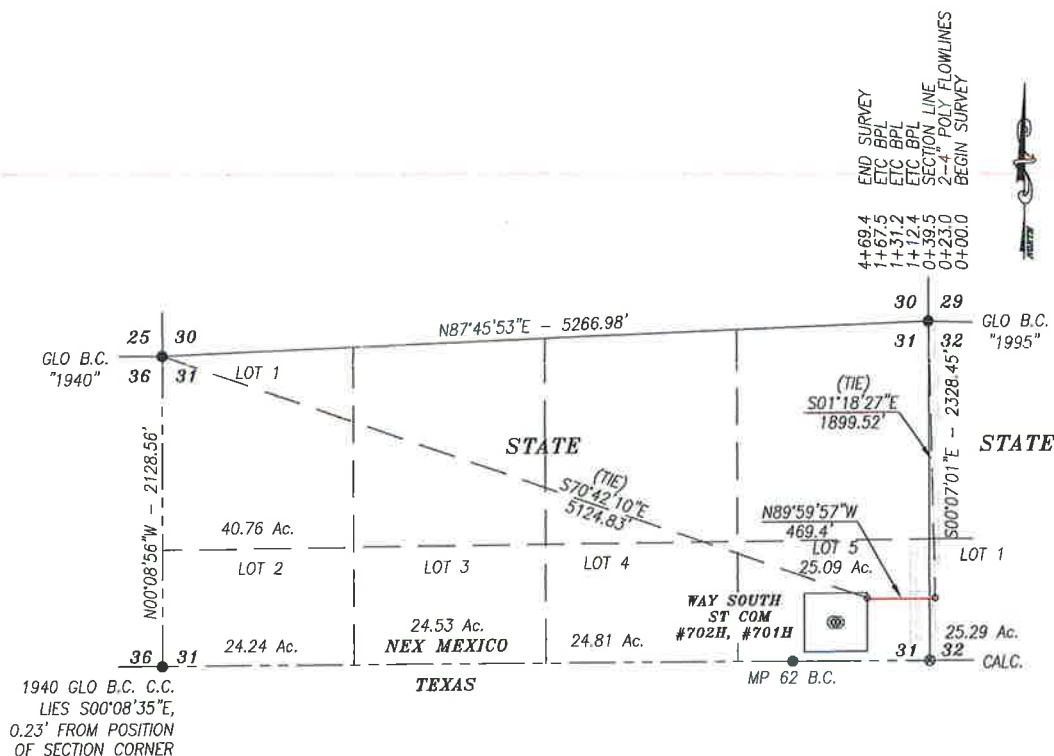 4+69.4 END SURVEY
1+67.5 ETC BPL
1+31.2 ETC BPL
1+12.4 ETC BPL
0+39.5 SECTION LINE
0+23.0 2-4" POLY FLOWLINES
0+00.0 BEGIN SURVEY
NORTH
25 30
30 29
N87°45'53"E - 5266.98'
GLO B.C.
"1940"
36 31
LOT 1
31 32
GLO B.C.
"1995"
(TIE)
S01°18'27"E
1899.52'
S00°07'01"E - 2328.45'
STATE
STATE
N00°08'56"W - 2128.56'
(TIE)
S70°42'10"E
5124.83'
N89°59'57"W
469.4'
40.76 Ac.
LOT 2
LOT 3
LOT 4
LOT 5
25.09 Ac.
LOT 1
WAY SOUTH
ST COM
#702H, #701H
24.24 Ac.
24.53 Ac.
24.81 Ac.
25.29 Ac.
NEX MEXICO
36 31
31 32
CALC.
TEXAS
MP 62 B.C.
1940 GLO B.C. C.C.
LIES S00°08'35"E,
0.23' FROM POSITION
OF SECTION CORNER